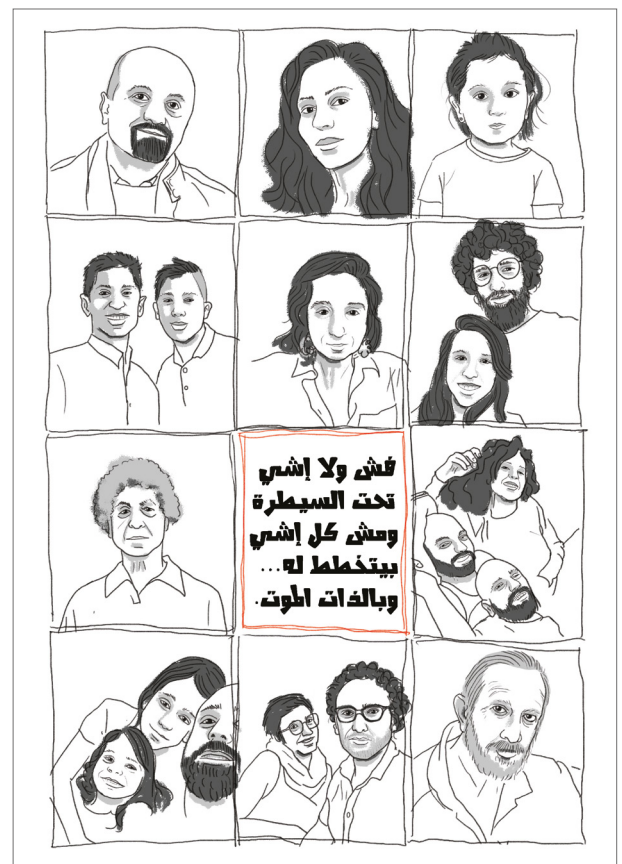 فش ولا إشي
تحت السيطرة
ومش كل إشي
بيتخطط له...
وبالذات الموت.